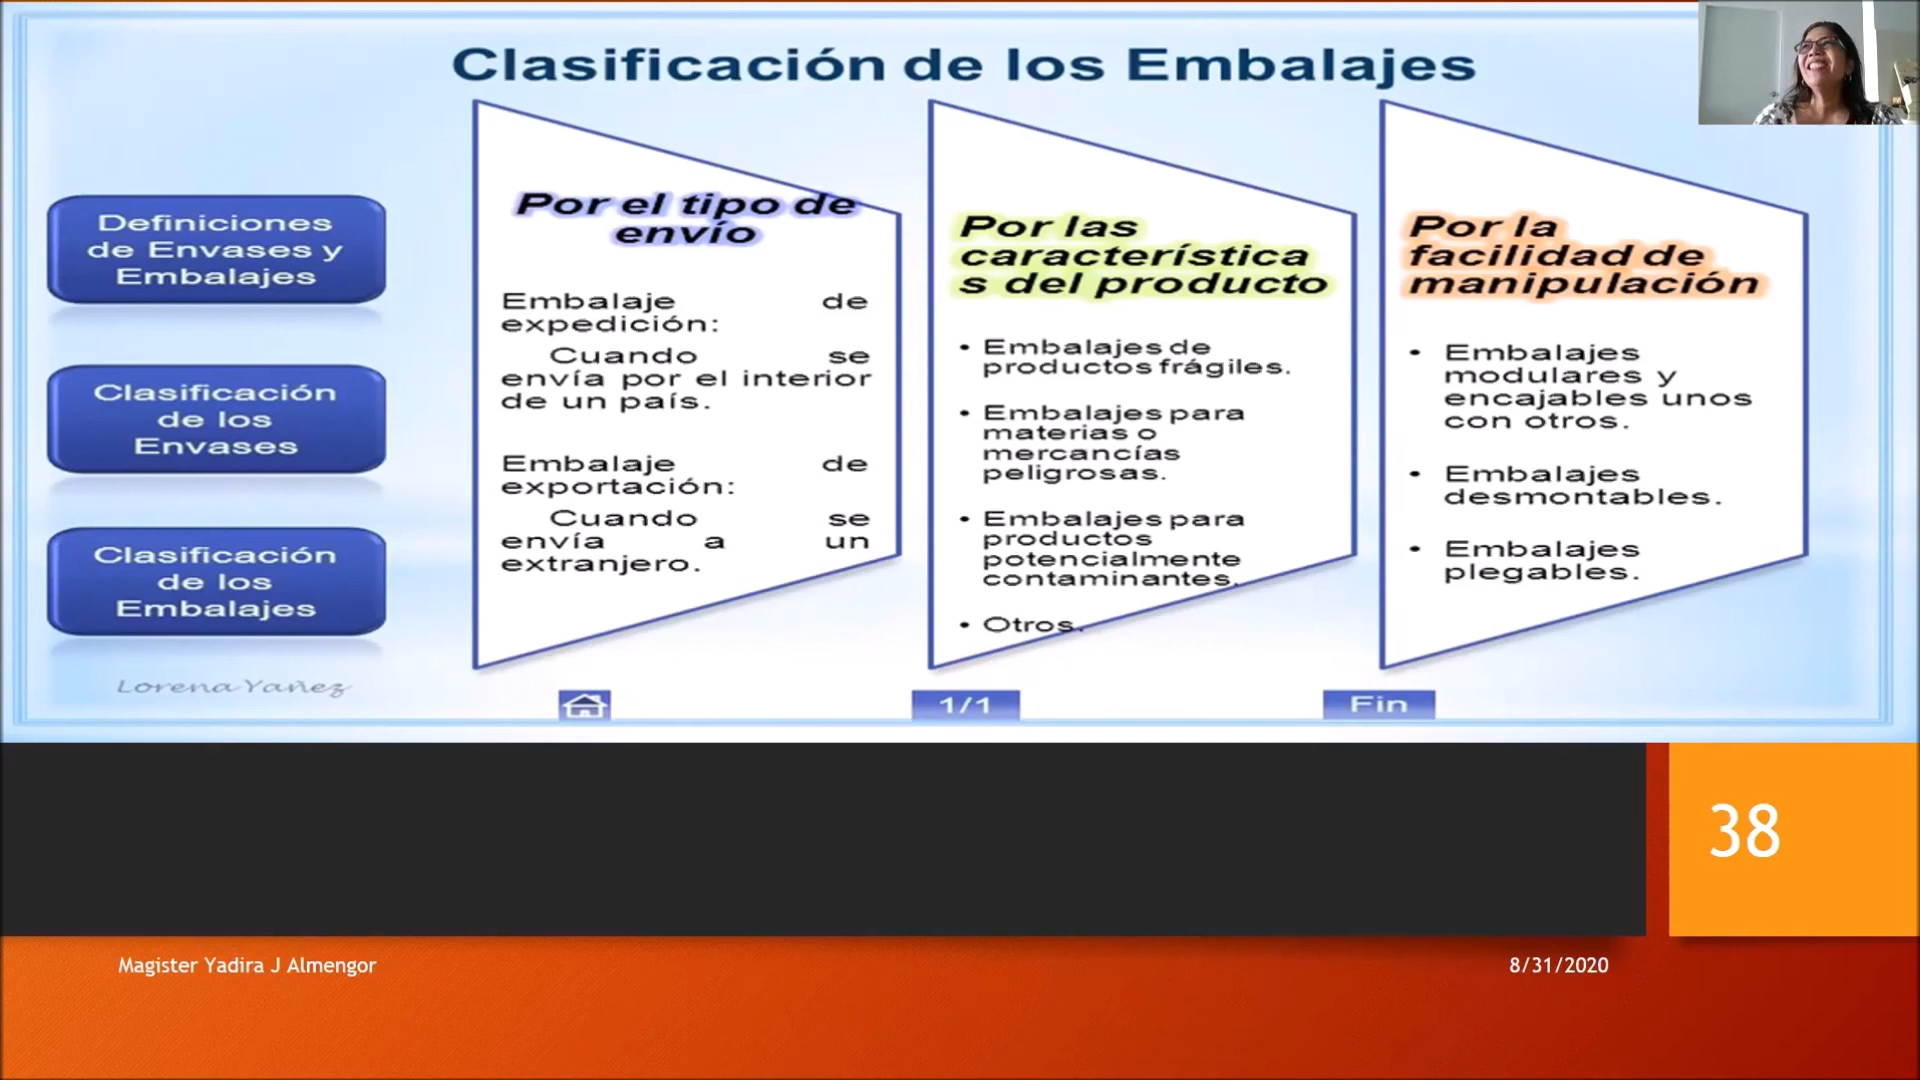 Clasificación de los Embalajes
Definiciones
de Envases y
Embalajes
Clasificación
de los
Envases
Clasificación
de los
Embalajes
Lorena Yañez
Por el tipo de
envío
Embalaje de
expedición:
Cuando se
envía por el interior
de un país.
Embalaje de
exportación:
Cuando se
envía a un
extranjero.
Por las
característica
s del producto
• Embalajes de
productos frágiles.
• Embalajes para
materias o
mercancías
peligrosas.
• Embalajes para
productos
potencialmente
contaminantes.
• Otros.
Por la
facilidad de
manipulación
• Embalajes
modulares y
encajables unos
con otros.
• Embalajes
desmontables.
• Embalajes
plegables.
1/1
Fin
38
Magister Yadira J Almengor
8/31/2020